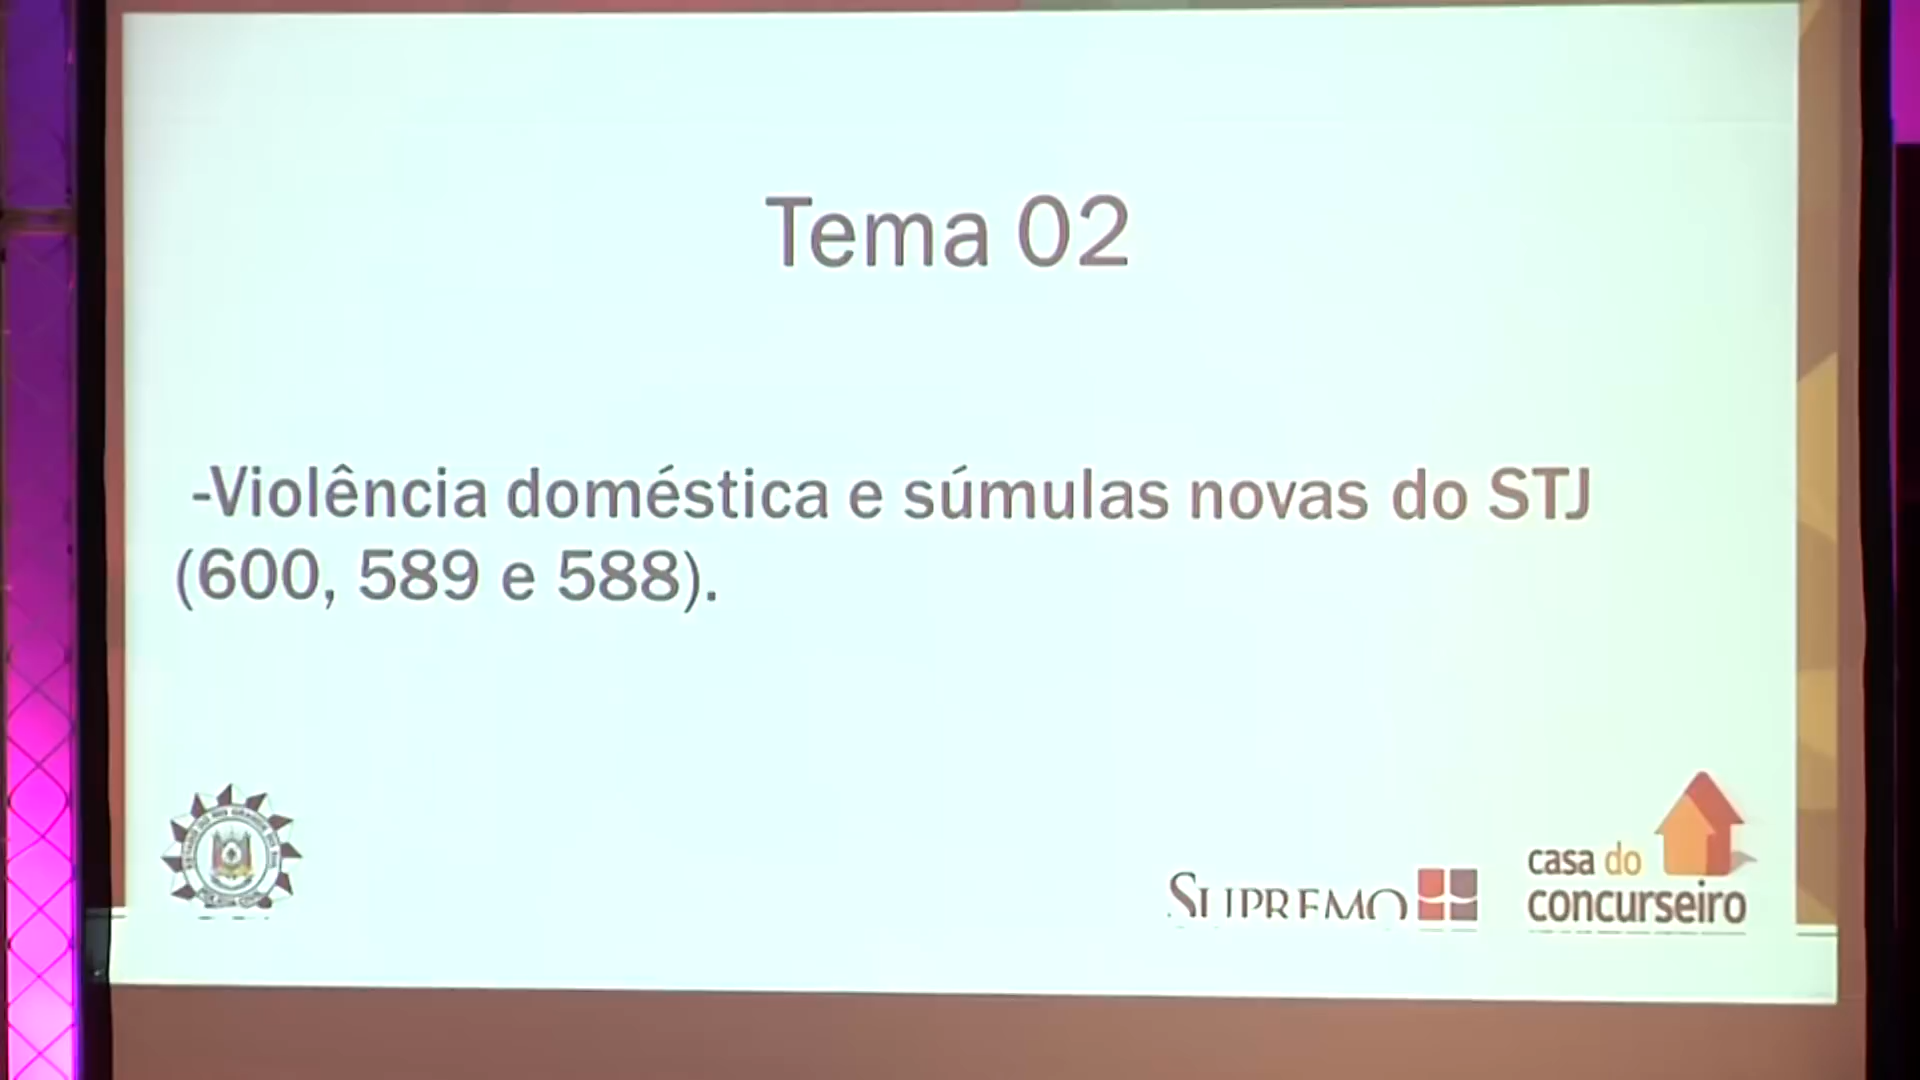 Tema 02
-Violência doméstica e súmulas novas do STJ
(600, 589 e 588).
SUPREMO
casa do
concurseiro